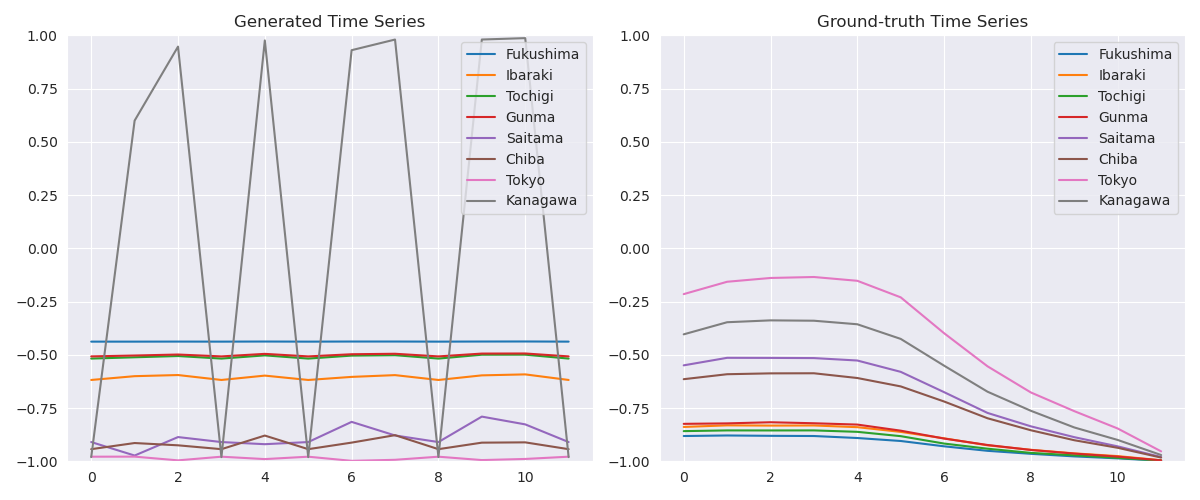 Generated Time Series
1.00
0.75
0.50
0.25
0.00
−0.25
−0.50
−0.75
−1.00
0 2 4 6 8 10
Fukushima
Ibaraki
Tochigi
Gunma
Saitama
Chiba
Tokyo
Kanagawa
Ground-truth Time Series
1.00
0.75
0.50
0.25
0.00
−0.25
−0.50
−0.75
−1.00
0 2 4 6 8 10
Fukushima
Ibaraki
Tochigi
Gunma
Saitama
Chiba
Tokyo
Kanagawa